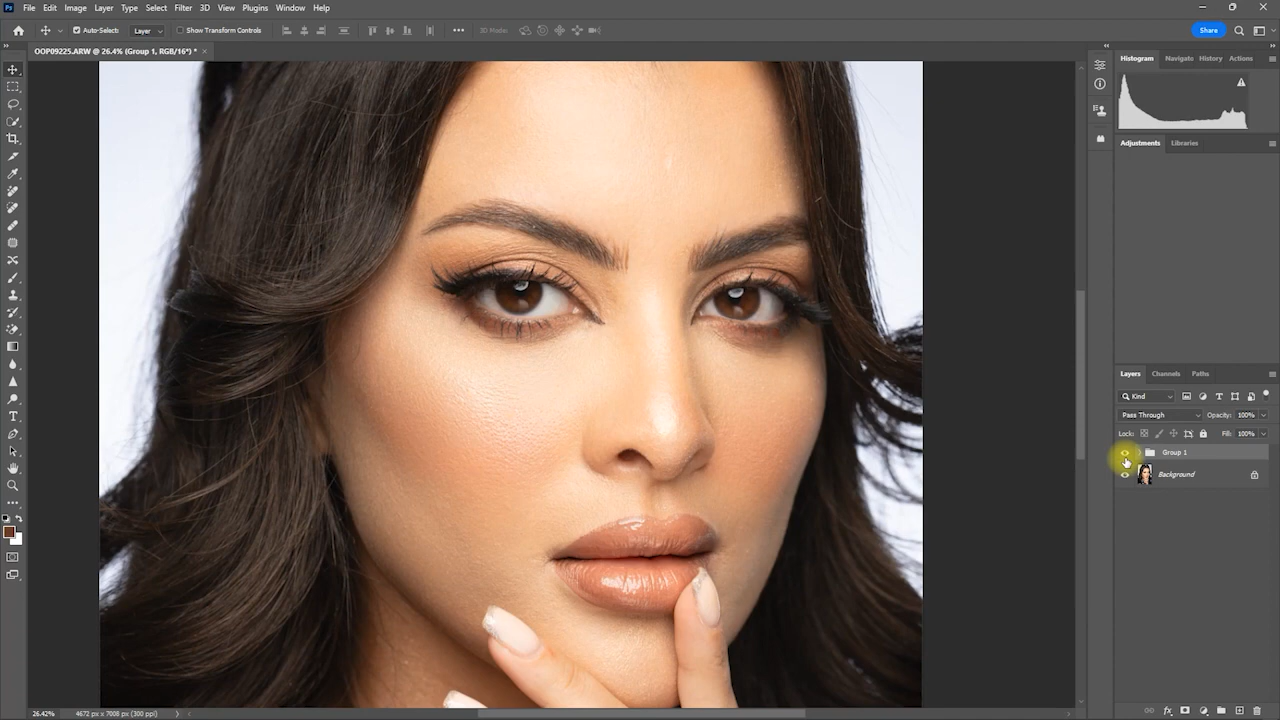 Ps File Edit Image Layer Type Select Filter 3D View Plugins Window Help
Auto-Select: Layer Show Transform Controls 3D Mode: Share
OOP09225.ARW @ 26.4% (Group 1, RGB/16*) * ×
Histogram Navigate History Actions
Adjustments Libraries
Layers Channels Paths
Kind
Pass Through Opacity: 100%
Lock: Fill: 100%
Group 1
Background
26.42% 4672 px x 7008 px (300 ppi)